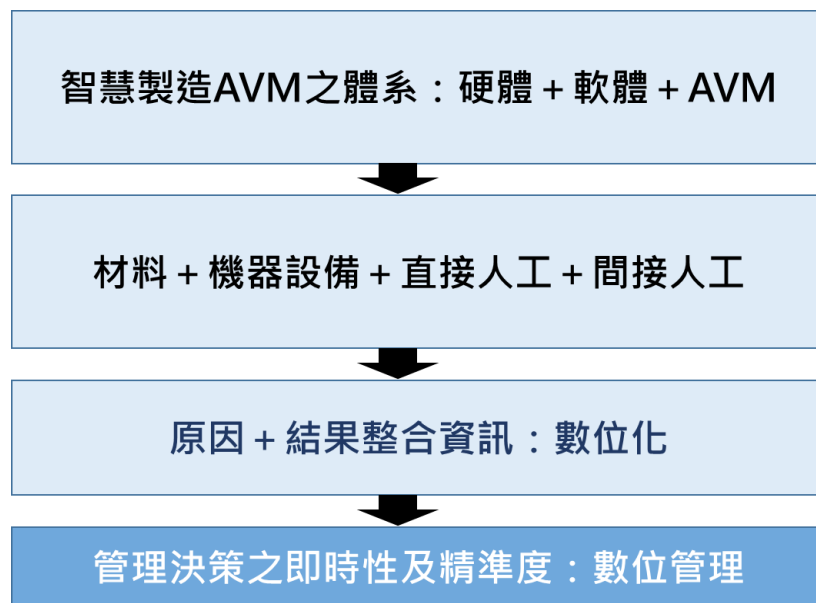 智慧製造AVM之體系：硬體＋軟體＋AVM
材料＋機器設備＋直接人工＋間接人工
原因＋結果整合資訊：數位化
管理決策之即時性及精準度：數位管理